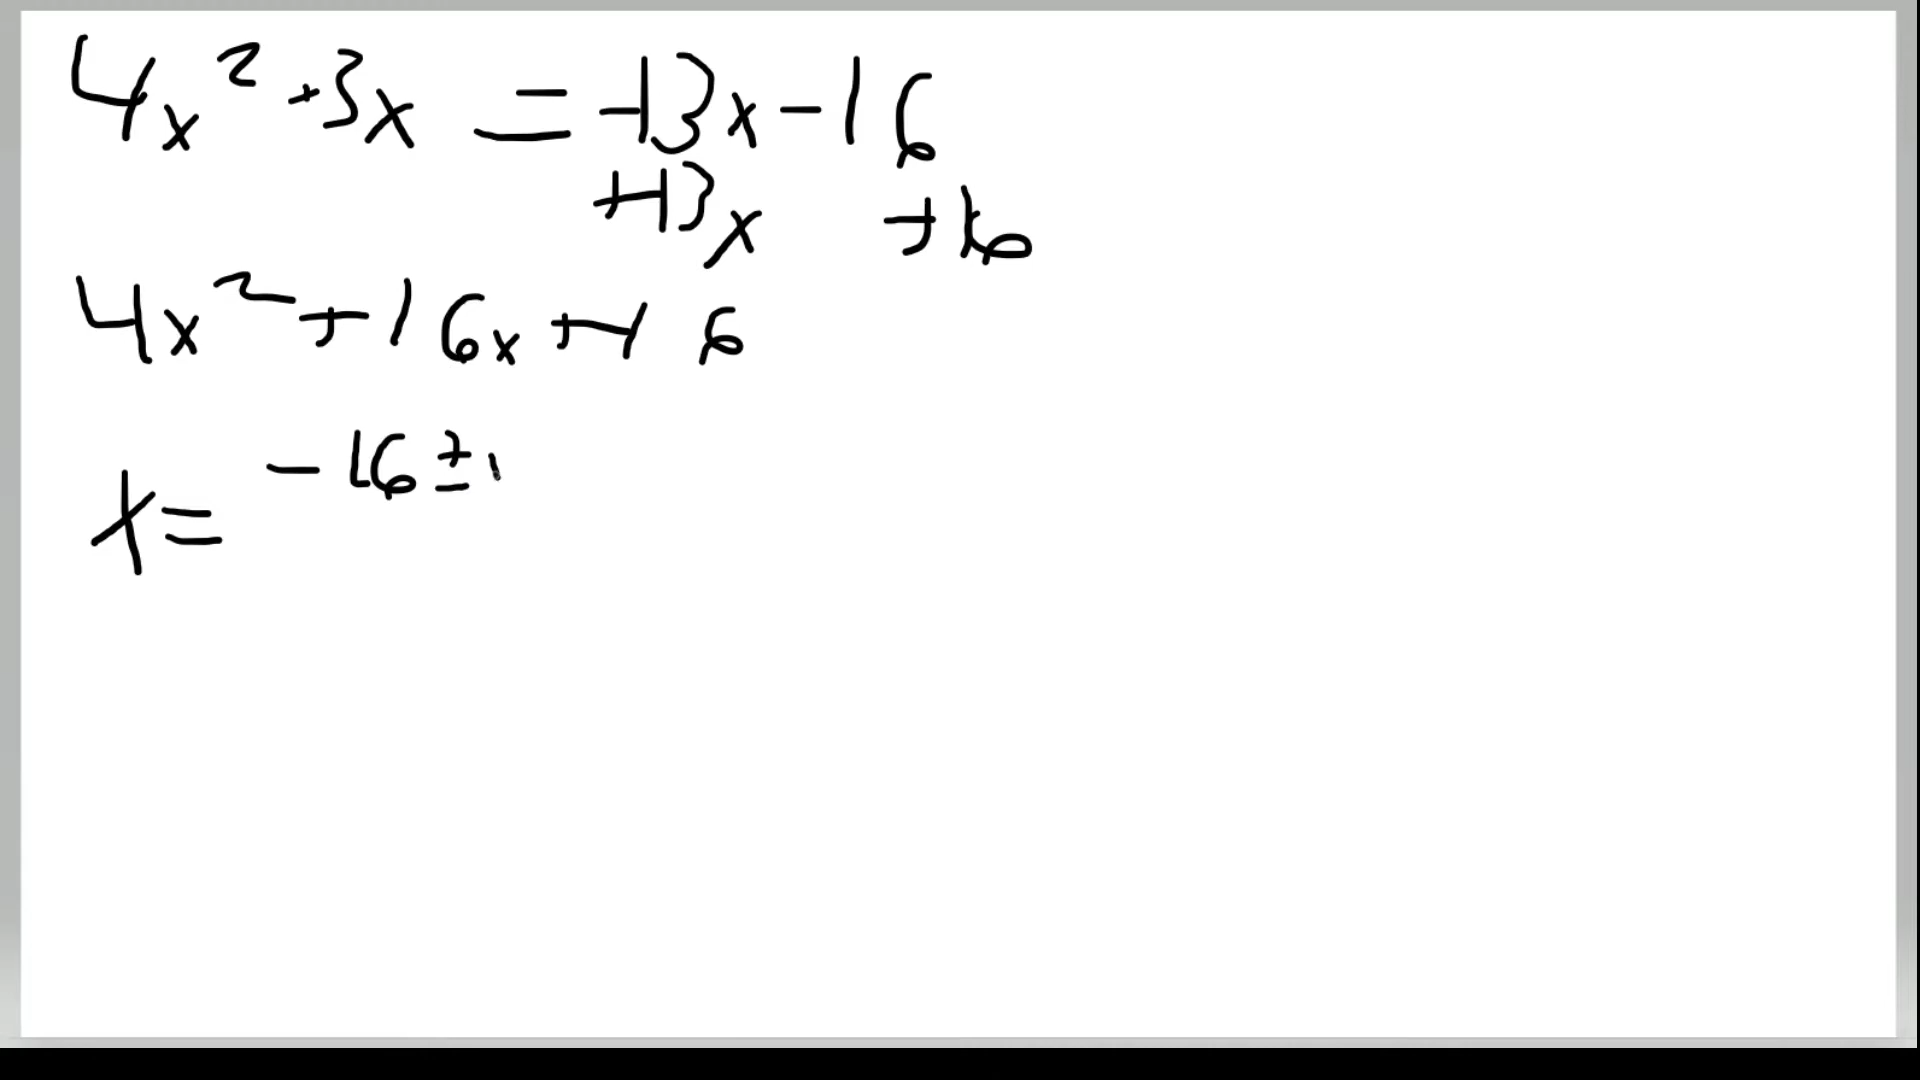 4x² + 3x = -13x - 16
+13x +16
4x² + 16x + 16
x = -16 ±